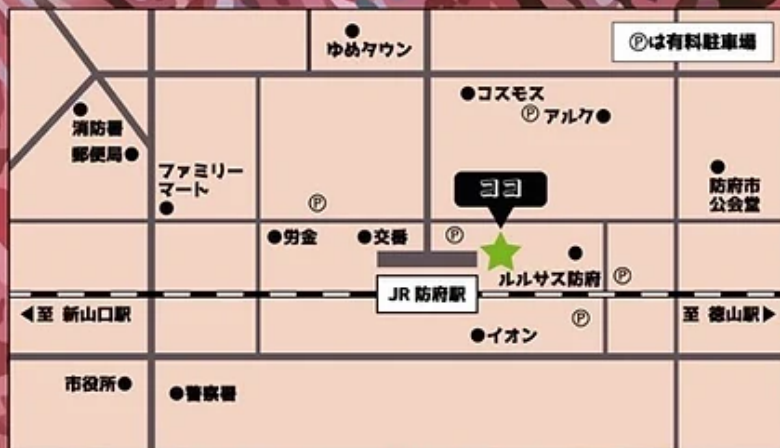 ゆめタウン
Ⓟは有料駐車場
コスモス
Ⓟ アルク
消防署
郵便局
ファミリー
マート
ココ
防府市
公会堂
Ⓟ
労金
交番
Ⓟ
ルルサス防府
Ⓟ
JR 防府駅
◀至 新山口駅
Ⓟ
至 徳山駅▶
イオン
市役所
警察署